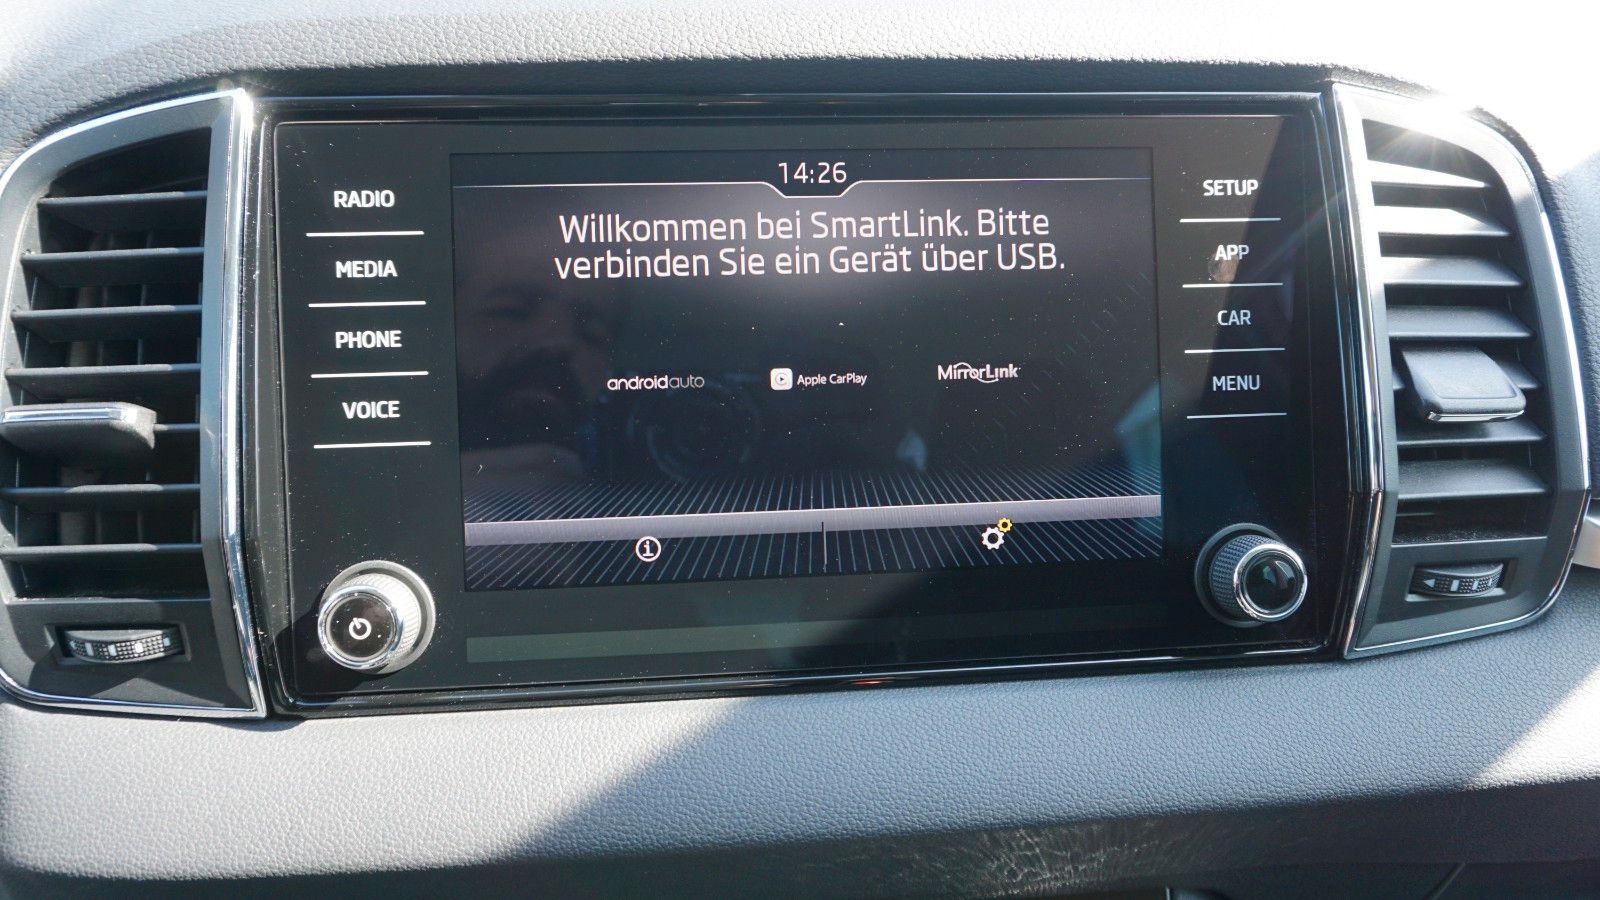 RADIO
MEDIA
PHONE
VOICE
14:26
Willkommen bei SmartLink. Bitte
verbinden Sie ein Gerät über USB.
androidauto
Apple CarPlay
MirrorLink
SETUP
APP
CAR
MENU